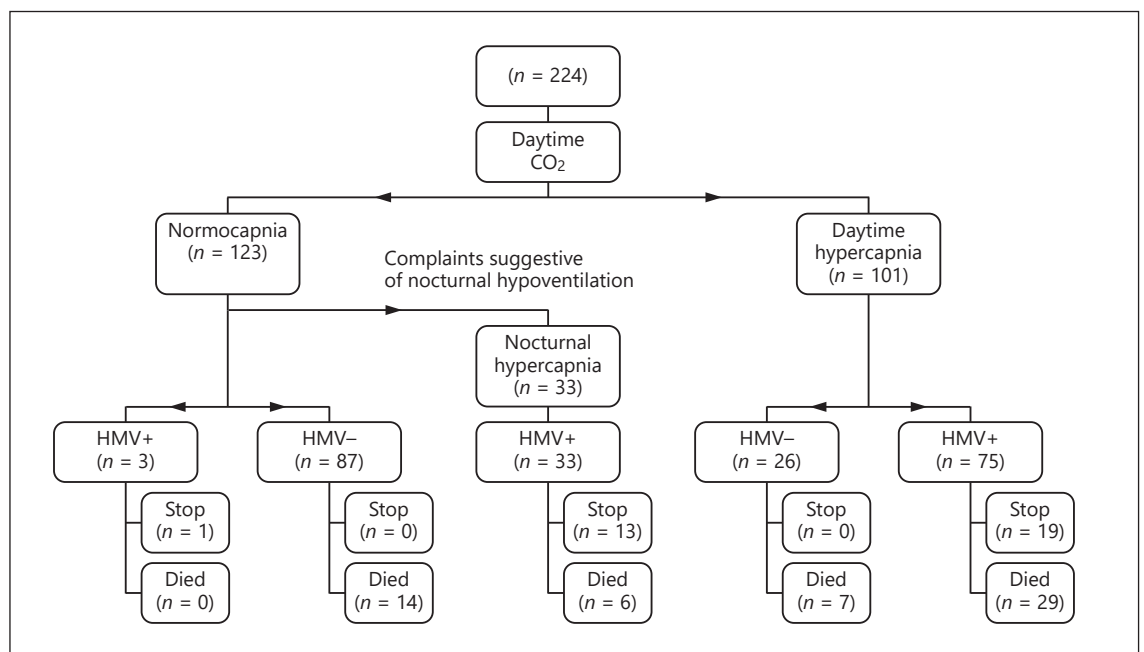 (n = 224)
Daytime
CO₂
Normocapnia
(n = 123)
Daytime
hypercapnia
(n = 101)
Complaints suggestive
of nocturnal hypoventilation
Nocturnal
hypercapnia
(n = 33)
HMV+
(n = 3)
HMV–
(n = 87)
HMV+
(n = 33)
HMV–
(n = 26)
HMV+
(n = 75)
Stop
(n = 1)
Stop
(n = 0)
Stop
(n = 13)
Stop
(n = 0)
Stop
(n = 19)
Died
(n = 0)
Died
(n = 14)
Died
(n = 6)
Died
(n = 7)
Died
(n = 29)